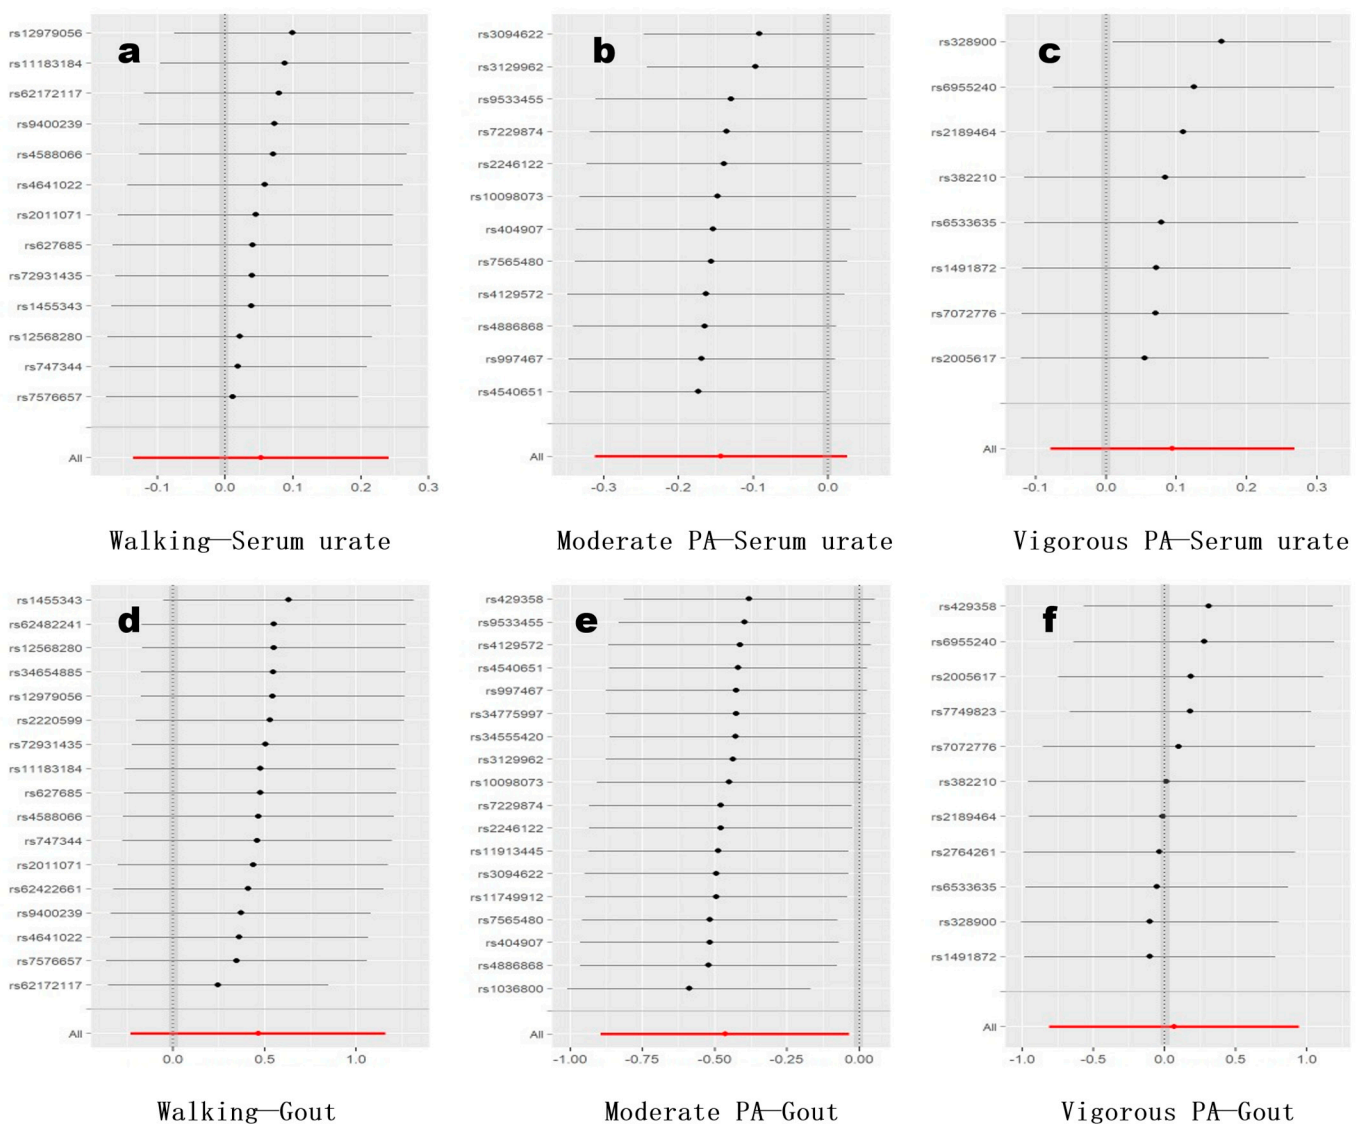 a
rs12979056
rs11183184
rs62172117
rs9400239
rs4588066
rs4641022
rs2011071
rs627685
rs72931435
rs1455343
rs12568280
rs747344
rs7576657
All
-0.1 0.0 0.1 0.2 0.3
Walking—Serum urate
b
rs3094622
rs3129962
rs9533455
rs7229874
rs2246122
rs10098073
rs404907
rs7565480
rs4129572
rs4886868
rs997467
rs4540651
All
-0.3 -0.2 -0.1 0.0
Moderate PA—Serum urate
c
rs328900
rs6955240
rs2189464
rs382210
rs6533635
rs1491872
rs7072776
rs2005617
All
-0.1 0.0 0.1 0.2 0.3
Vigorous PA—Serum urate
d
rs1455343
rs62482241
rs12568280
rs34654885
rs12979056
rs2220599
rs72931435
rs11183184
rs627685
rs4588066
rs747344
rs2011071
rs62422661
rs9400239
rs4641022
rs7576657
rs62172117
All
0.0 0.5 1.0
Walking—Gout
e
rs429358
rs9533455
rs4129572
rs4540651
rs997467
rs34775997
rs34555420
rs3129962
rs10098073
rs7229874
rs2246122
rs11913445
rs3094622
rs11749912
rs7565480
rs404907
rs4886868
rs1036800
All
-1.00 -0.75 -0.50 -0.25 0.00
Moderate PA—Gout
f
rs429358
rs6955240
rs2005617
rs7749823
rs7072776
rs382210
rs2189464
rs2764261
rs6533635
rs328900
rs1491872
All
-1.0 -0.5 0.0 0.5 1.0
Vigorous PA—Gout